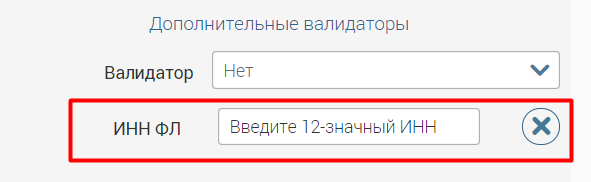 Дополнительные валидаторы
Валидатор Нет
ИНН ФЛ Введите 12-значный ИНН